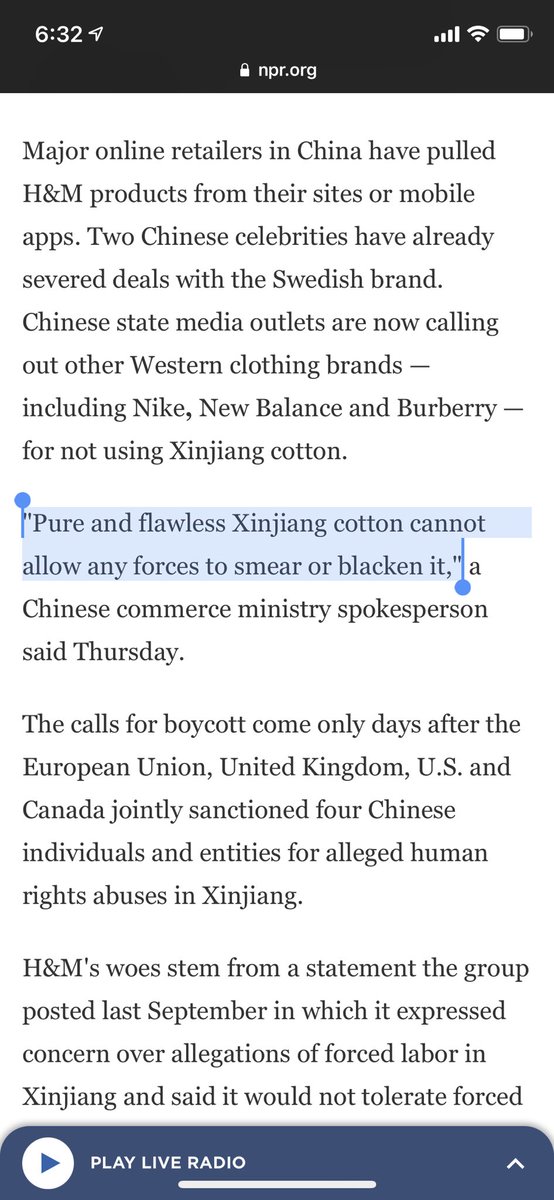 6:32
npr.org
Major online retailers in China have pulled
H&M products from their sites or mobile
apps. Two Chinese celebrities have already
severed deals with the Swedish brand.
Chinese state media outlets are now calling
out other Western clothing brands —
including Nike, New Balance and Burberry —
for not using Xinjiang cotton.
"Pure and flawless Xinjiang cotton cannot
allow any forces to smear or blacken it," a
Chinese commerce ministry spokesperson
said Thursday.
The calls for boycott come only days after the
European Union, United Kingdom, U.S. and
Canada jointly sanctioned four Chinese
individuals and entities for alleged human
rights abuses in Xinjiang.
H&M's woes stem from a statement the group
posted last September in which it expressed
concern over allegations of forced labor in
Xinjiang and said it would not tolerate forced
PLAY LIVE RADIO